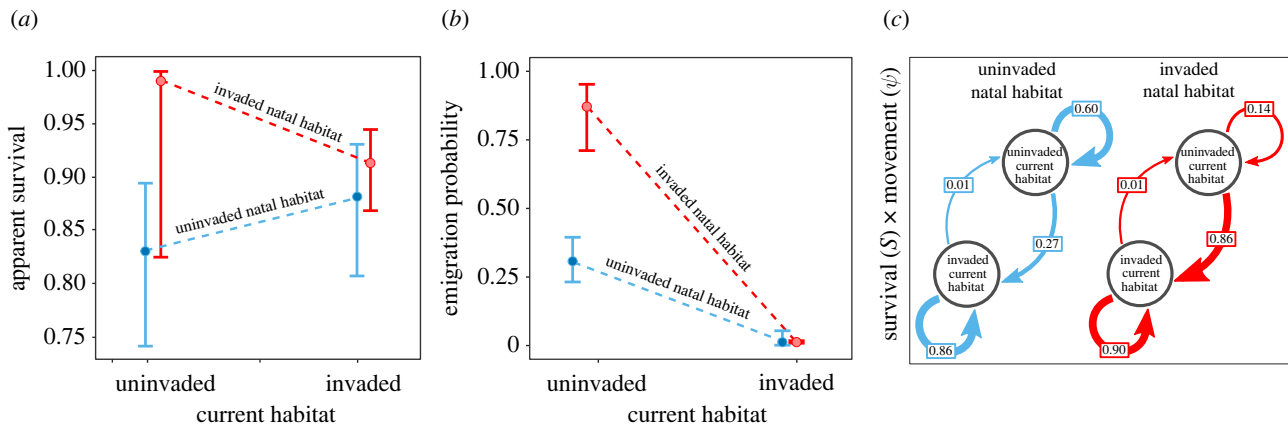 (a)
1.00
0.95
0.90
0.85
0.80
0.75
apparent survival
invaded natal habitat
uninvaded natal habitat
uninvaded
invaded
current habitat
(b)
1.00
0.75
0.50
0.25
0
emigration probability
invaded natal habitat
uninvaded natal habitat
uninvaded
invaded
current habitat
(c)
survival (S) × movement (ψ)
uninvaded
natal habitat
0.60
uninvaded
current
habitat
0.01
0.27
invaded
current
habitat
0.86
invaded
natal habitat
0.14
uninvaded
current
habitat
0.01
0.86
invaded
current
habitat
0.90